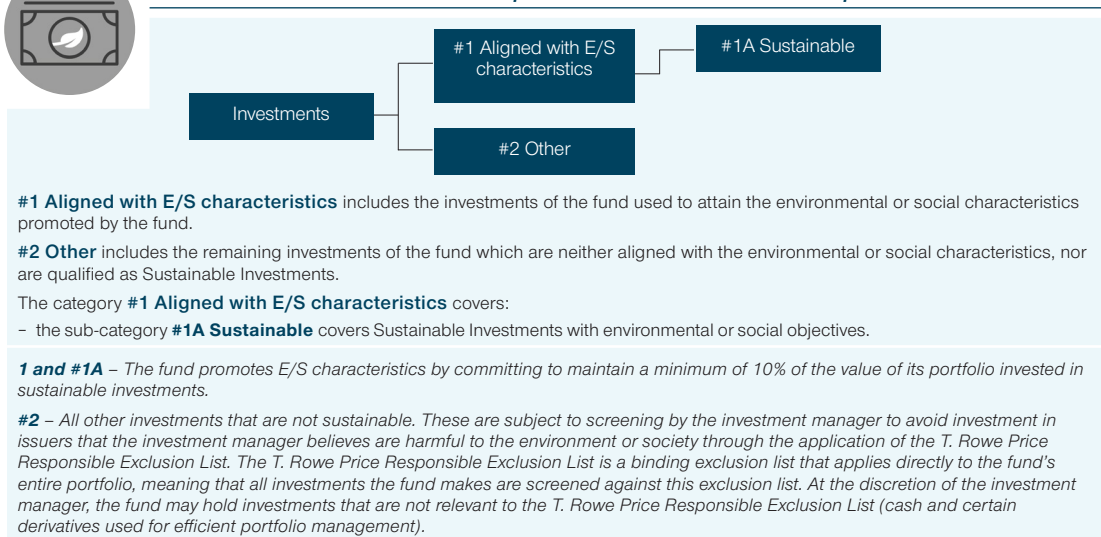 #1 Aligned with E/S
characteristics
#1A Sustainable
Investments
#2 Other
#1 Aligned with E/S characteristics includes the investments of the fund used to attain the environmental or social characteristics
promoted by the fund.
#2 Other includes the remaining investments of the fund which are neither aligned with the environmental or social characteristics, nor
are qualified as Sustainable Investments.
The category #1 Aligned with E/S characteristics covers:
– the sub-category #1A Sustainable covers Sustainable Investments with environmental or social objectives.
1 and #1A – The fund promotes E/S characteristics by committing to maintain a minimum of 10% of the value of its portfolio invested in
sustainable investments.
#2 – All other investments that are not sustainable. These are subject to screening by the investment manager to avoid investment in
issuers that the investment manager believes are harmful to the environment or society through the application of the T. Rowe Price
Responsible Exclusion List. The T. Rowe Price Responsible Exclusion List is a binding exclusion list that applies directly to the fund's
entire portfolio, meaning that all investments the fund makes are screened against this exclusion list. At the discretion of the investment
manager, the fund may hold investments that are not relevant to the T. Rowe Price Responsible Exclusion List (cash and certain
derivatives used for efficient portfolio management).